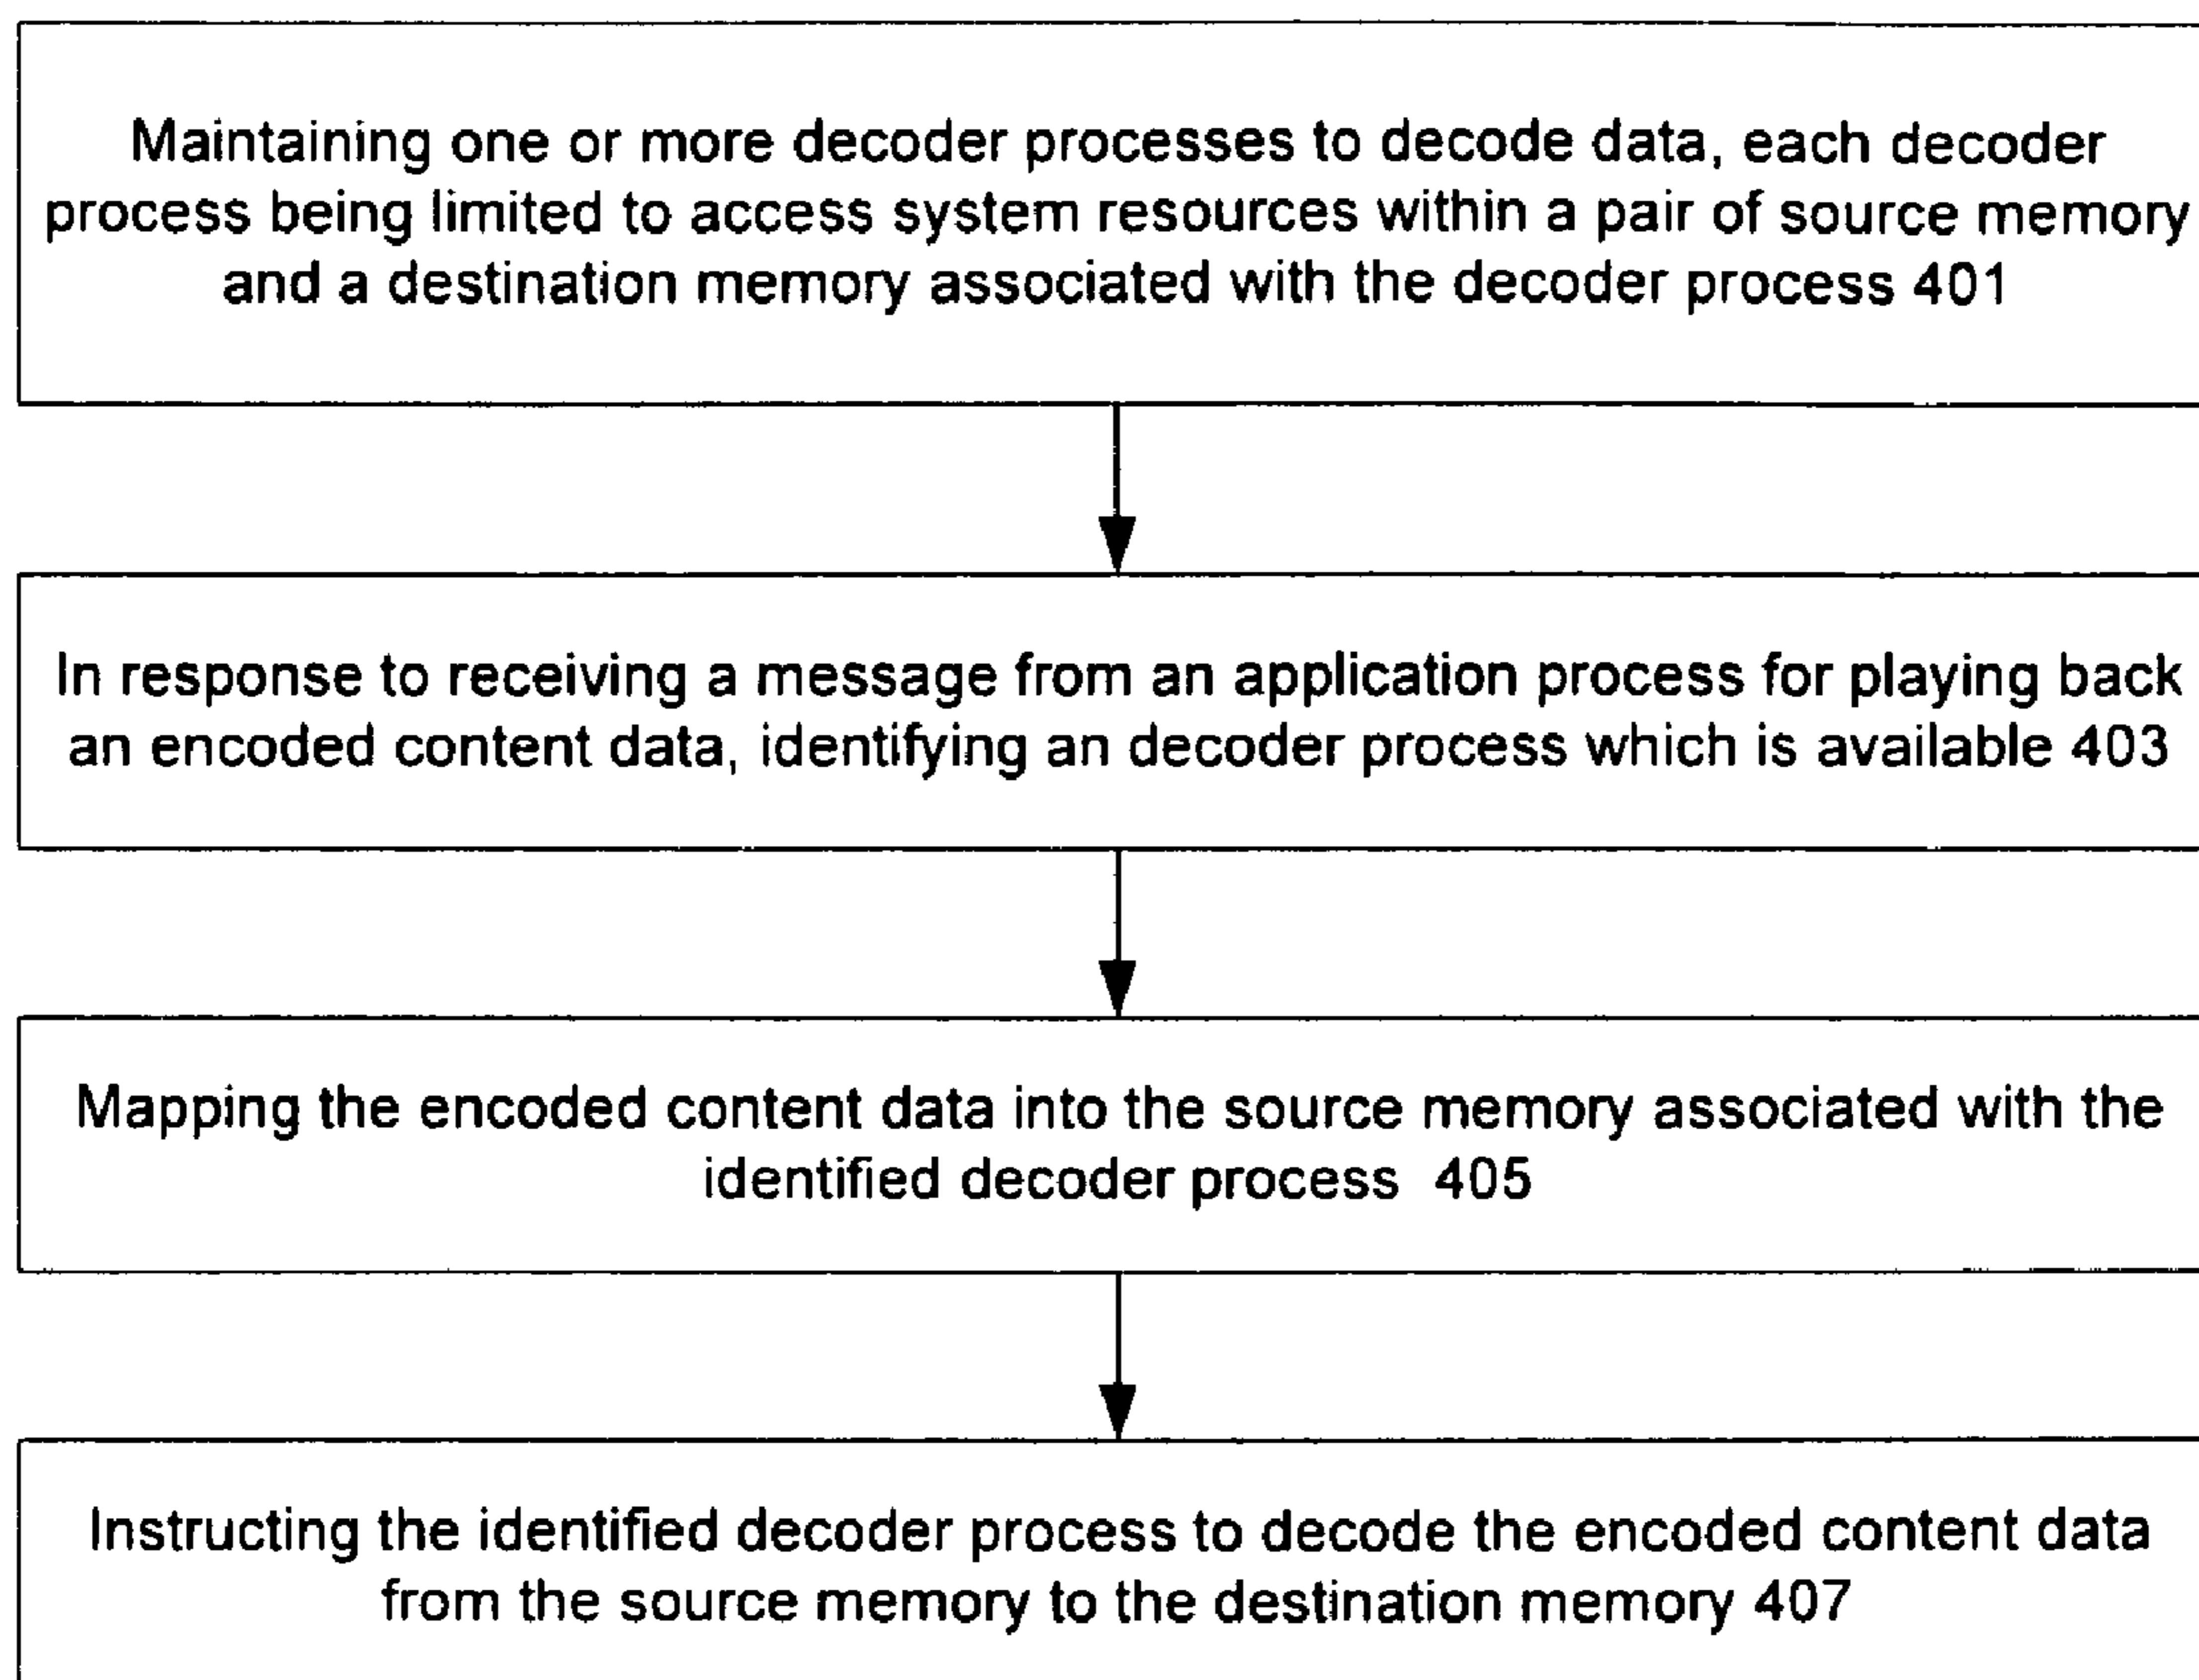 Maintaining one or more decoder processes to decode data, each decoder
process being limited to access system resources within a pair of source memory
and a destination memory associated with the decoder process 401
In response to receiving a message from an application process for playing back
an encoded content data, identifying an decoder process which is available 403
Mapping the encoded content data into the source memory associated with the
identified decoder process 405
Instructing the identified decoder process to decode the encoded content data
from the source memory to the destination memory 407